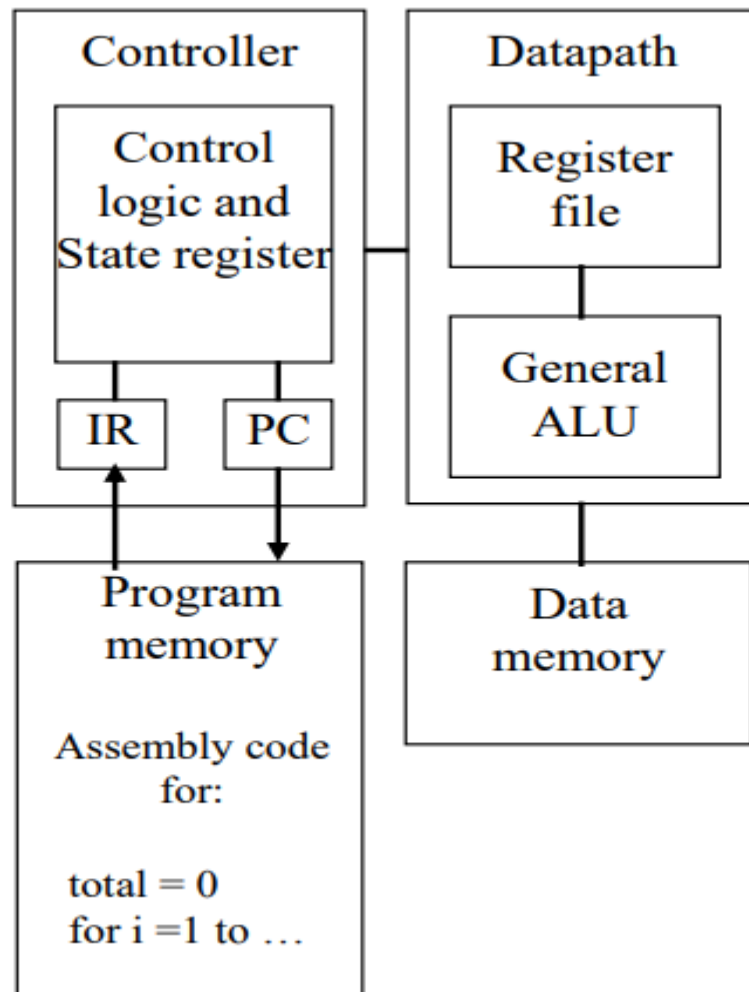 Controller
Control
logic and
State register
IR
PC
Datapath
Register
file
General
ALU
Program
memory
Assembly code
for:
total = 0
for i =1 to …
Data
memory